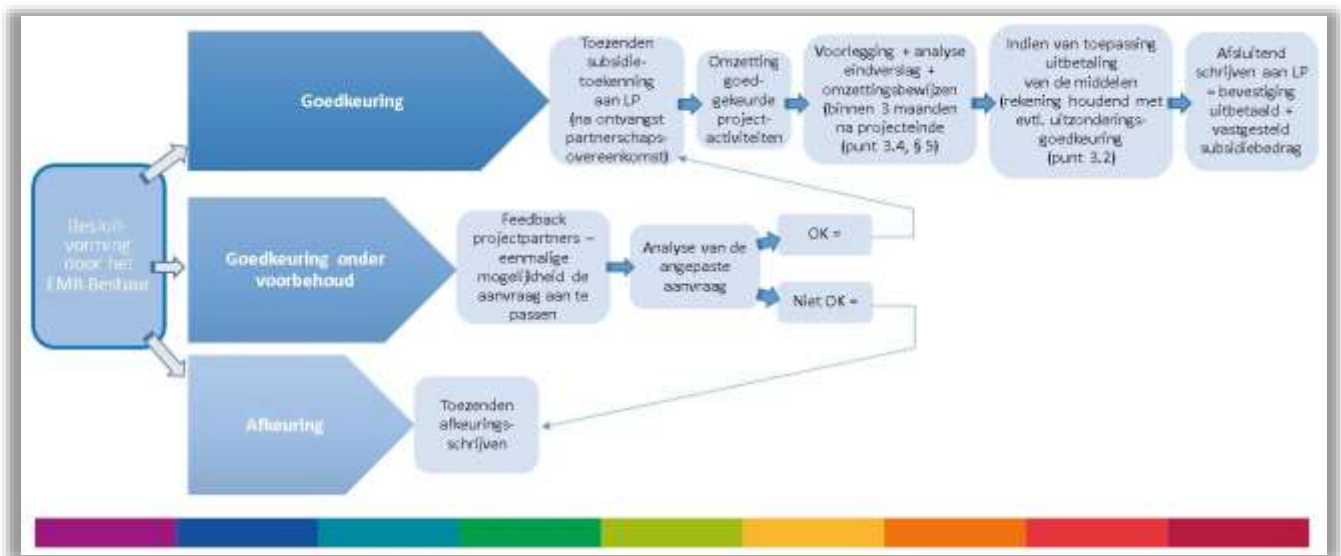 Besluit-
vorming
door het
EMR-Bestuur
Goedkeuring
Toezenden
subsidie-
toekenning
aan LP
(na ontvangst
partnerschaps-
overeenkomst)
Omzetting
goed-
gekeurde
project-
activiteiten
Voorlegging + analyse
eindverslag +
omzettingsbewijzen
(binnen 3 maanden
na projecteinde
(punt 3.4, § 5)
Indien van toepassing
uitbetaling
van de middelen
(rekening houdend met
evtl. uitzonderings-
goedkeuring
(punt 3.2)
Afsluitend
schrijven aan LP
= bevestiging
uitbetaald +
vastgesteld
subsidiebedrag
Goedkeuring onder
voorbehoud
Feedback
projectpartners –
eenmalige
mogelijkheid de
aanvraag aan te
passen
Analyse van de
angepaste
aanvraag
OK =
Niet OK =
Afkeuring
Toezenden
afkeurings-
schrijven